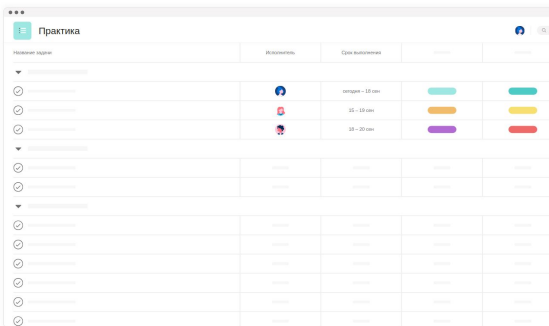 Практика
Название задачи Исполнитель Срок выполнения
сегодня – 18 сен
15 – 19 сен
18 – 20 сен